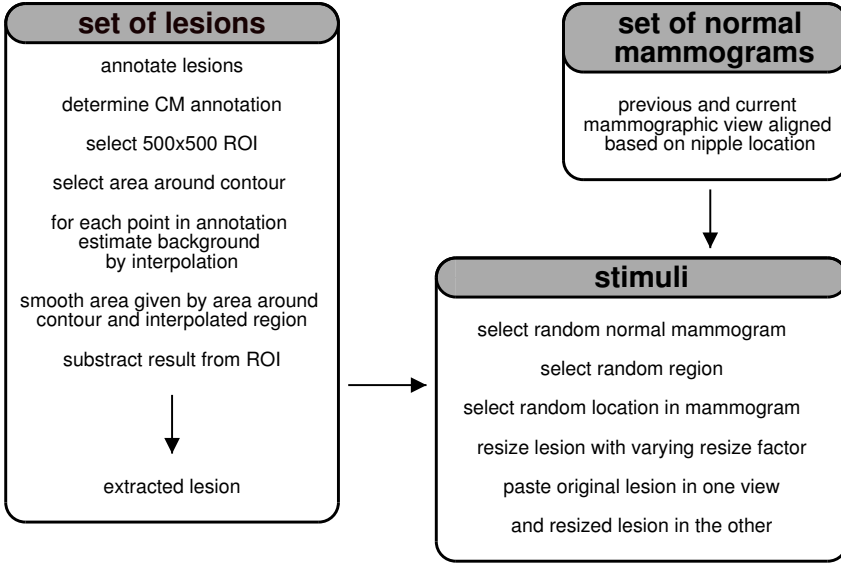 set of lesions
annotate lesions
determine CM annotation
select 500x500 ROI
select area around contour
for each point in annotation
estimate background
by interpolation
smooth area given by area around
contour and interpolated region
substract result from ROI
extracted lesion
set of normal
mammograms
previous and current
mammographic view aligned
based on nipple location
stimuli
select random normal mammogram
select random region
select random location in mammogram
resize lesion with varying resize factor
paste original lesion in one view
and resized lesion in the other